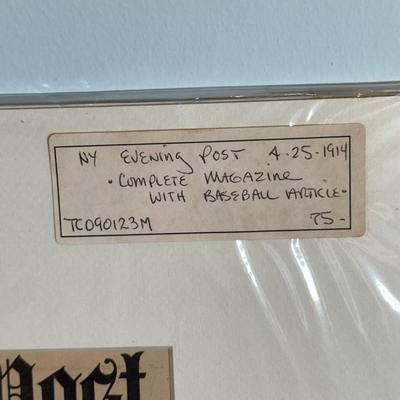 NY EVENING POST 4-25-1914
• COMPLETE MAGAZINE
WITH BASEBALL ARTICLE •
TC090123M 75-
Post